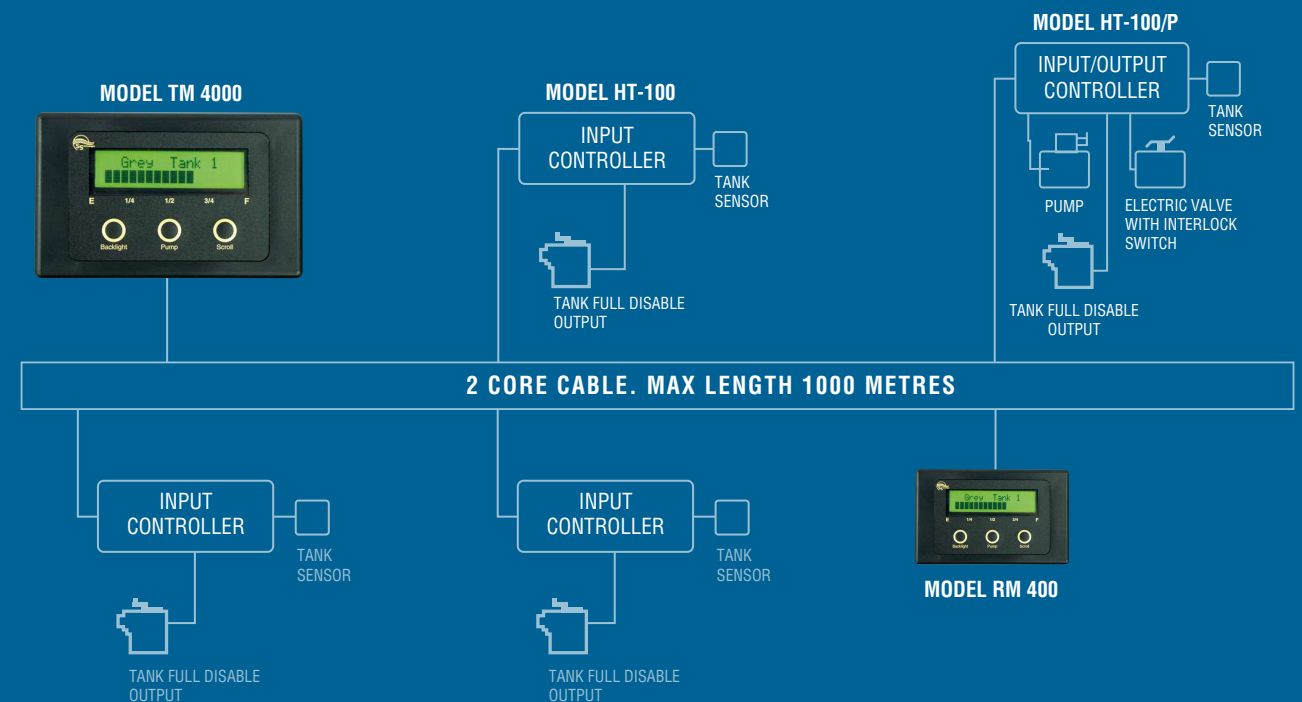 MODEL HT-100/P
INPUT/OUTPUT
CONTROLLER
TANK
SENSOR
PUMP
ELECTRIC VALVE
WITH INTERLOCK
SWITCH
TANK FULL DISABLE
OUTPUT
MODEL TM 4000
Grey Tank 1
E 1/4 1/2 3/4 F
Backlight Pump Scroll
MODEL HT-100
INPUT
CONTROLLER
TANK
SENSOR
TANK FULL DISABLE
OUTPUT
2 CORE CABLE. MAX LENGTH 1000 METRES
INPUT
CONTROLLER
TANK
SENSOR
TANK FULL DISABLE
OUTPUT
INPUT
CONTROLLER
TANK
SENSOR
TANK FULL DISABLE
OUTPUT
Grey Tank 1
E 1/4 1/2 3/4 F
Backlight Pump Scroll
MODEL RM 400